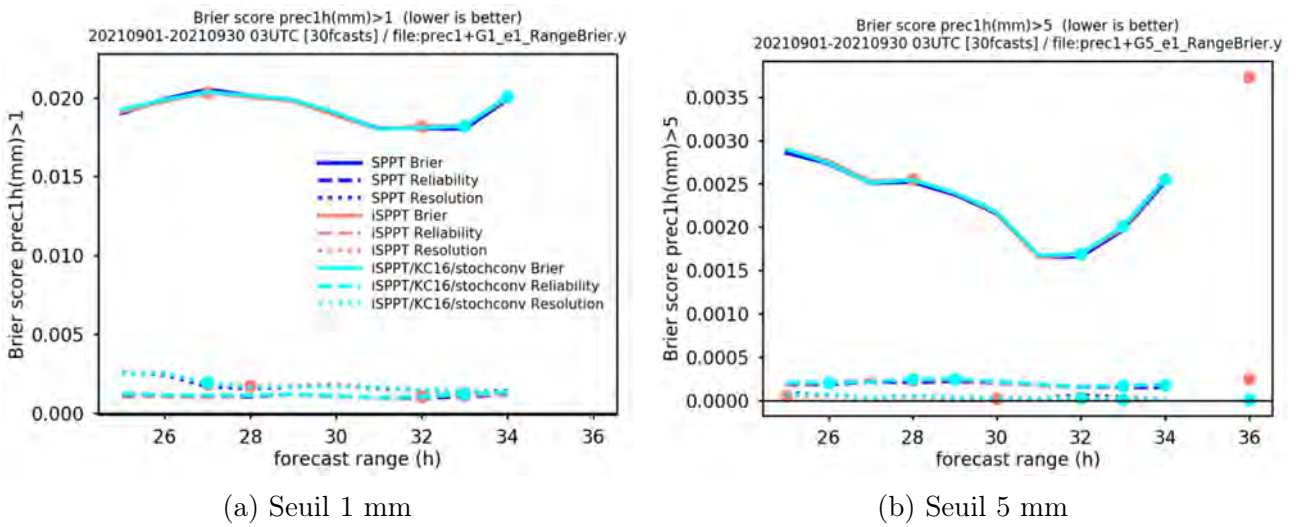 Brier score prec1h(mm)>1 (lower is better)
20210901-20210930 03UTC [30fcasts] / file:prec1+G1_e1_RangeBrier.y
Brier score prec1h(mm)>1
0.020
0.015
0.010
0.005
0.000
SPPT Brier
SPPT Reliability
SPPT Resolution
iSPPT Brier
iSPPT Reliability
iSPPT Resolution
iSPPT/KC16/stochconv Brier
iSPPT/KC16/stochconv Reliability
iSPPT/KC16/stochconv Resolution
26 28 30 32 34 36
forecast range (h)
(a) Seuil 1 mm
Brier score prec1h(mm)>5 (lower is better)
20210901-20210930 03UTC [30fcasts] / file:prec1+G5_e1_RangeBrier.y
Brier score prec1h(mm)>5
0.0035
0.0030
0.0025
0.0020
0.0015
0.0010
0.0005
0.0000
26 28 30 32 34 36
forecast range (h)
(b) Seuil 5 mm